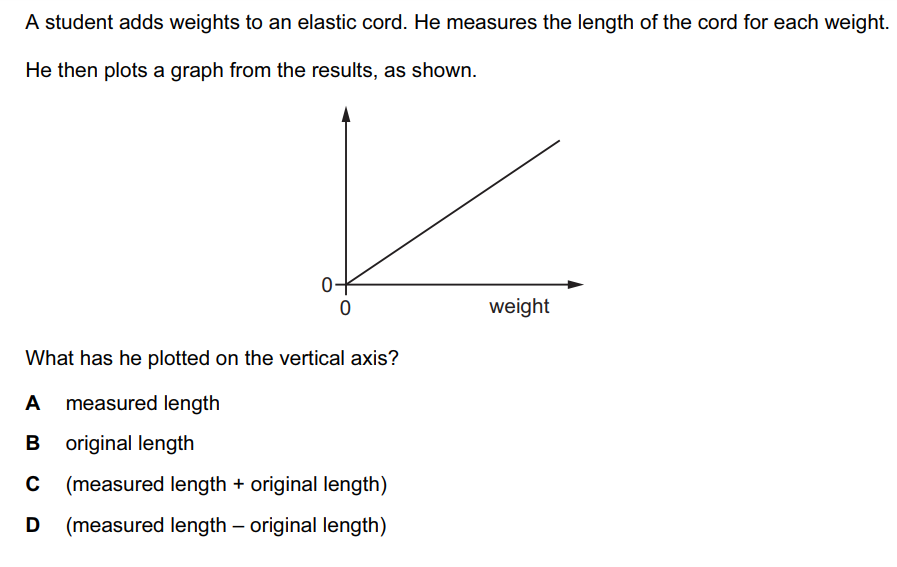 A student adds weights to an elastic cord. He measures the length of the cord for each weight.
He then plots a graph from the results, as shown.
0
0
weight
What has he plotted on the vertical axis?
A measured length
B original length
C (measured length + original length)
D (measured length – original length)